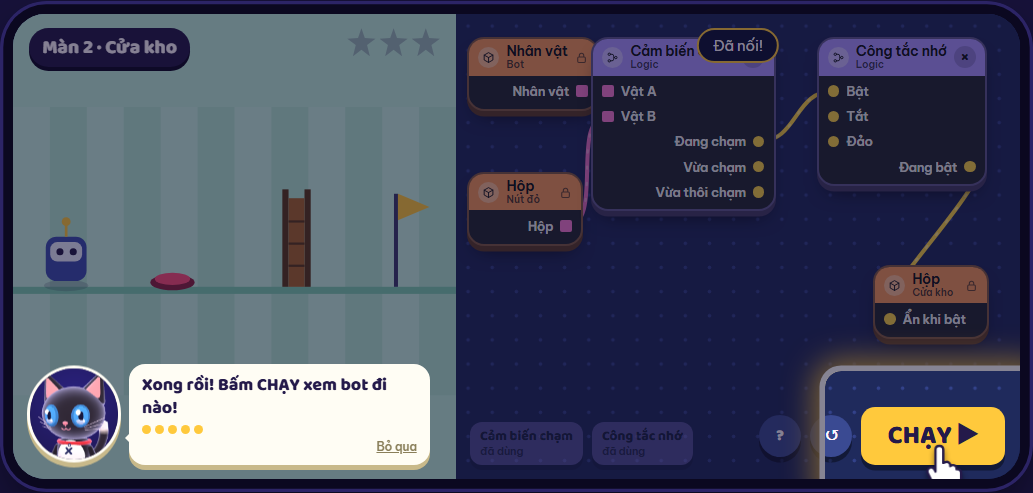 Màn 2 · Cửa kho
Nhân vật
Bot
Nhân vật
Cảm biến
Logic
Đã nối!
Vật A
Vật B
Đang chạm
Vừa chạm
Vừa thôi chạm
Công tắc nhớ
Logic
Bật
Tắt
Đảo
Đang bật
Hộp
Nút đỏ
Hộp
Hộp
Cửa kho
Ẩn khi bật
Xong rồi! Bấm CHẠY xem bot đi
nào!
Bỏ qua
Cảm biến chạm
đã dùng
Công tắc nhớ
đã dùng
?
CHẠY